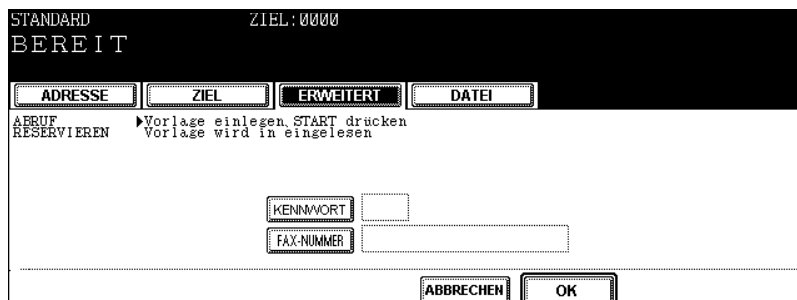 STANDARD ZIEL:0000
BEREIT
ADRESSE ZIEL ERWEITERT DATEI
ABRUF ▶Vorlage einlegen, START drücken
RESERVIEREN Vorlage wird in eingelesen
KENNWORT
FAX-NUMMER
ABBRECHEN OK